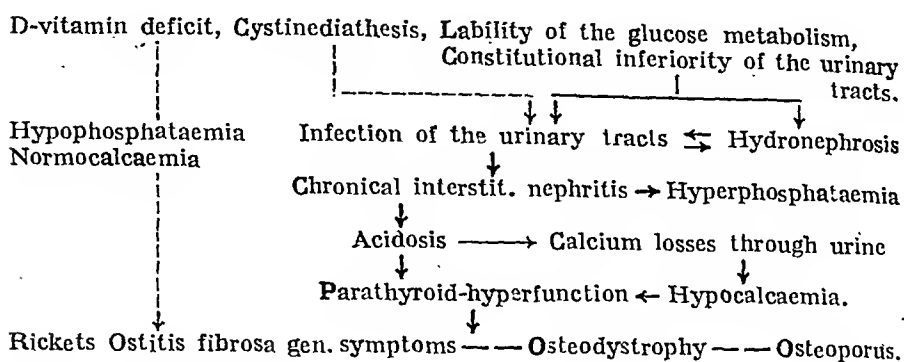 D-vitamin deficit, Cystinediathesis, Lability of the glucose metabolism,
Constitutional inferiority of the urinary
tracts.
Hypophosphataemia Infection of the urinary tracts ⇆ Hydronephrosis
Normocalcaemia
Chronical interstit. nephritis → Hyperphosphataemia
Acidosis → Calcium losses through urine
Parathyroid-hyperfunction ← Hypocalcaemia.
Rickets Ostitis fibrosa gen. symptoms — — Osteodystrophy — — Osteoporus.